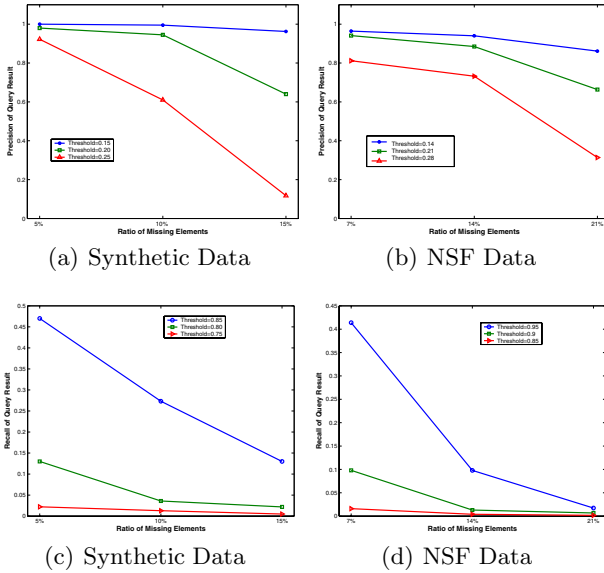 1
0.8
0.6
0.4
0.2
0
Precision of Query Result
Threshold=0.15
Threshold=0.20
Threshold=0.25
5%
10%
15%
Ratio of Missing Elements
(a) Synthetic Data
1
0.8
0.6
0.4
0.2
0
Precision of Query Result
Threshold=0.14
Threshold=0.21
Threshold=0.28
7%
14%
21%
Ratio of Missing Elements
(b) NSF Data
0.5
0.45
0.4
0.35
0.3
0.25
0.2
0.15
0.1
0.05
0
Recall of Query Result
Threshold=0.85
Threshold=0.80
Threshold=0.75
5%
10%
15%
Ratio of Missing Elements
(c) Synthetic Data
0.45
0.4
0.35
0.3
0.25
0.2
0.15
0.1
0.05
0
Recall of Query Result
Threshold=0.95
Threshold=0.9
Threshold=0.85
7%
14%
21%
Ratio of Missing Elements
(d) NSF Data